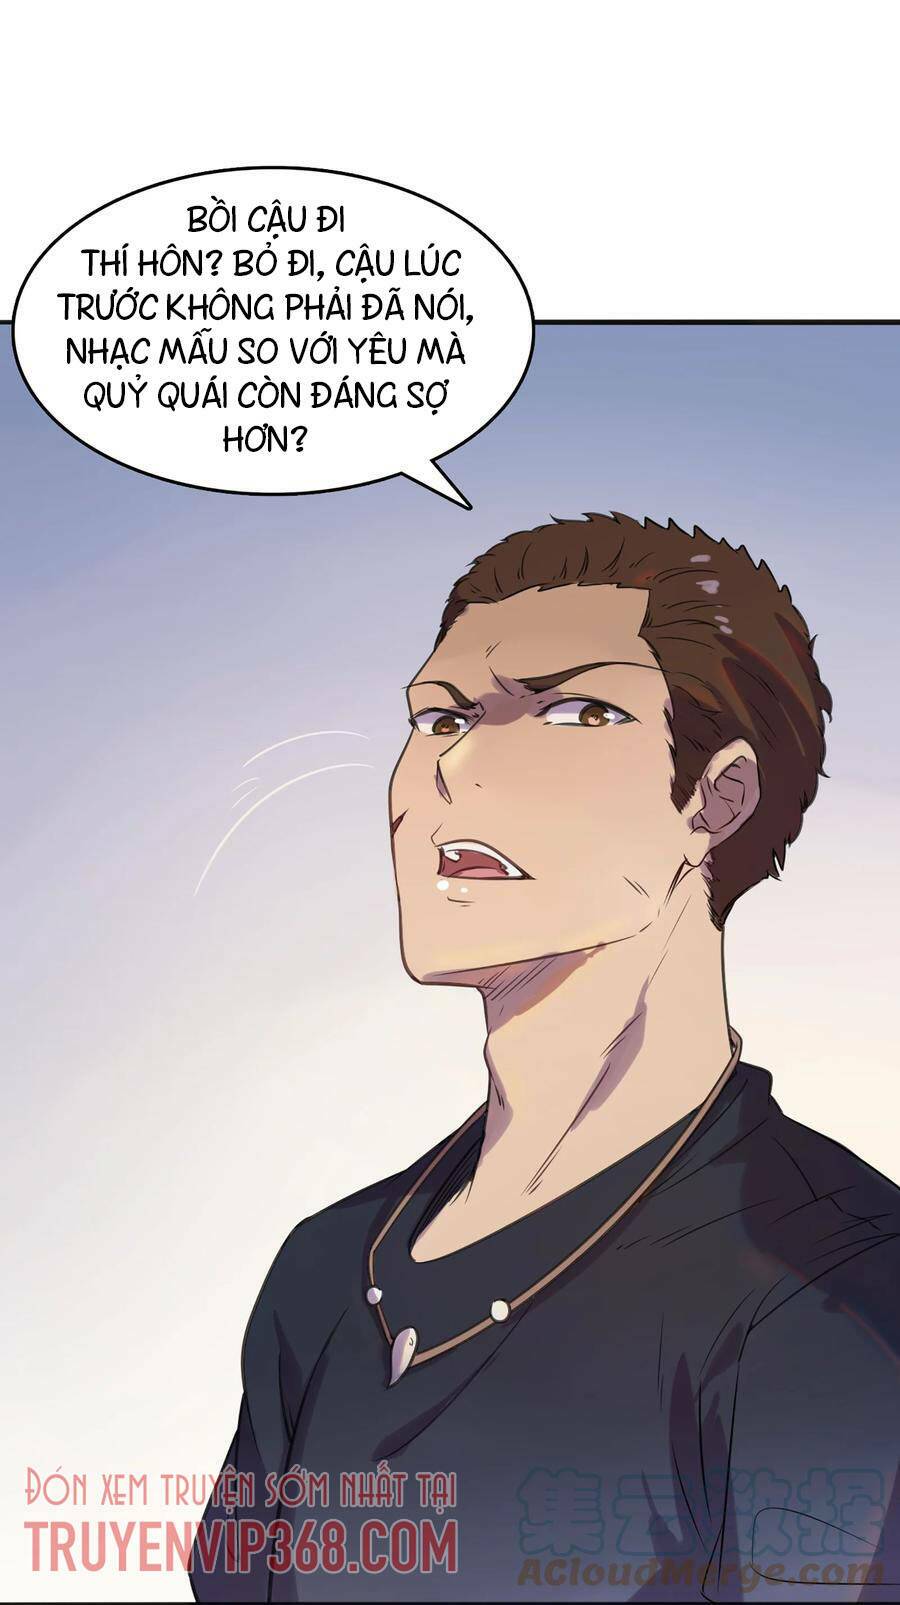 BỒI CẬU ĐI
THÍ HÔN? BỎ ĐI, CẬU LÚC
TRƯỚC KHÔNG PHẢI ĐÃ NÓI,
NHẠC MẪU SO VỚI YÊU MÀ
QUỶ QUÁI CÒN ĐÁNG SỢ
HƠN?
ĐÓN XEM TRUYỆN SỚM NHẤT TẠI
TRUYENVIP368.COM
集云数据
AcloudMerge.com